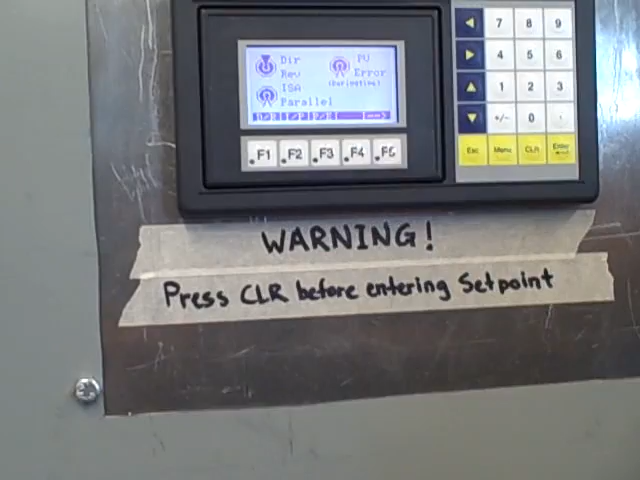 Dir
Rev
PV
Error
(Derivative)
ISA
Parallel
F1 F2 F3 F4 F5
7 8 9
4 5 6
1 2 3
+/- 0 .
Esc Menu CLR Enter
WARNING!
Press CLR before entering Setpoint